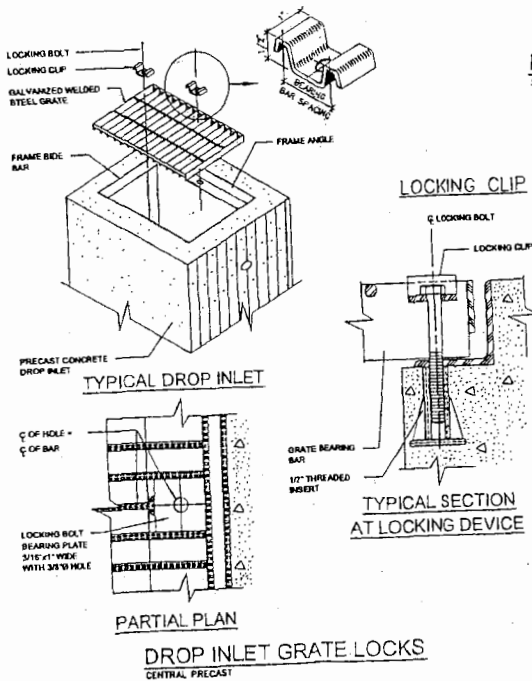 LOCKING BOLT
LOCKING CLIP
GALVANIZED WELDED
STEEL GRATE
FRAME SIDE
BAR
1"
1/2"
BEARING
BAR SPACING
FRAME ANGLE
PRECAST CONCRETE
DROP INLET
TYPICAL DROP INLET
LOCKING CLIP
℄ LOCKING BOLT
LOCKING CLIP
GRATE BEARING
BAR
1/2" THREADED
INSERT
TYPICAL SECTION
AT LOCKING DEVICE
℄ OF HOLE =
℄ OF BAR
LOCKING BOLT
BEARING PLATE
3/16"x1" WIDE
WITH 3/8"Ø HOLE
PARTIAL PLAN
DROP INLET GRATE LOCKS
CENTRAL PRECAST